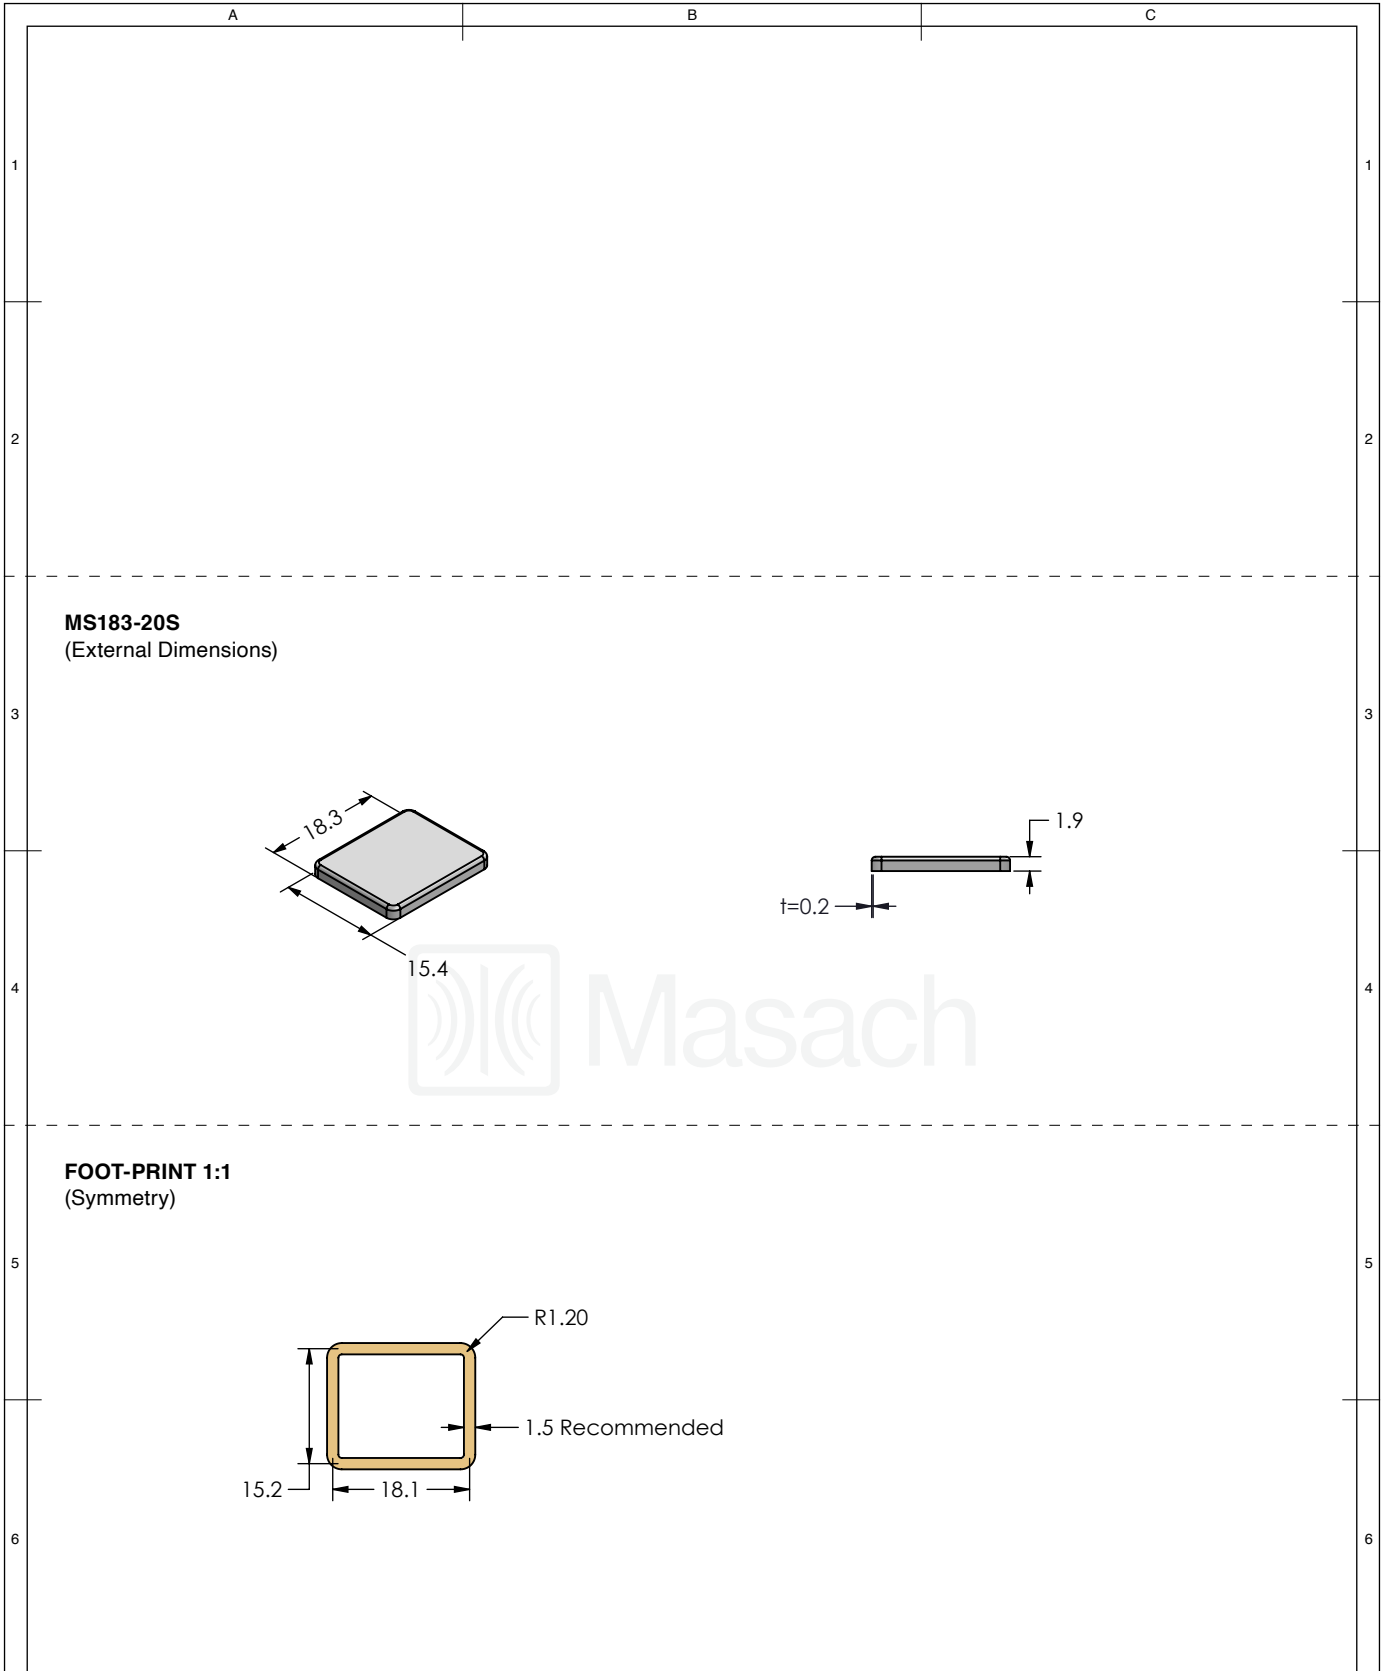 A B C
1 1
2 2
MS183-20S
(External Dimensions)
3 3
18.3
1.9
t=0.2
15.4
4 4
Masach
FOOT-PRINT 1:1
(Symmetry)
5 5
R1.20
1.5 Recommended
15.2 18.1
6 6